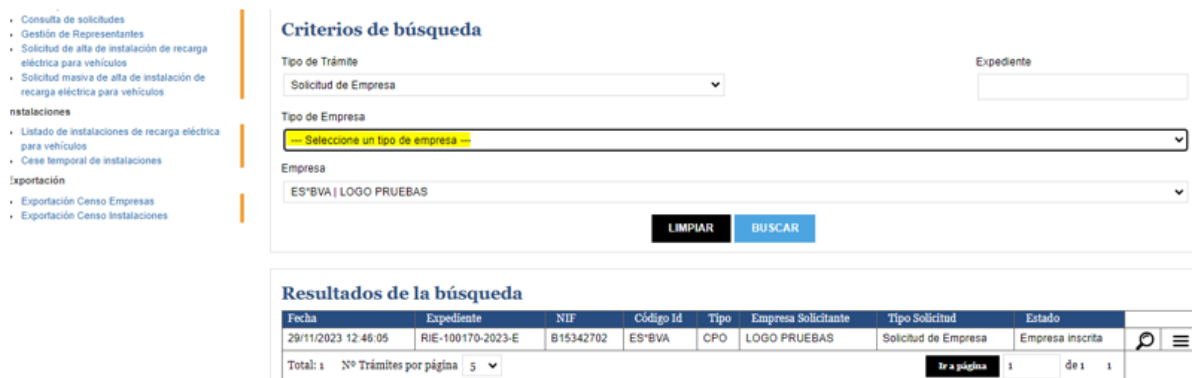 Consulta de solicitudes
Gestión de Representantes
Solicitud de alta de instalación de recarga
eléctrica para vehículos
Solicitud masiva de alta de instalación de
recarga eléctrica para vehículos
nstalaciones
Listado de instalaciones de recarga eléctrica
para vehículos
Cese temporal de instalaciones
Exportación
Exportación Censo Empresas
Exportación Censo Instalaciones
Criterios de búsqueda
Tipo de Trámite
Expediente
Solicitud de Empresa
Tipo de Empresa
--- Seleccione un tipo de empresa ---
Empresa
ES*BVA | LOGO PRUEBAS
LIMPIAR BUSCAR
Resultados de la búsqueda
Fecha Expediente NIF Código Id Tipo Empresa Solicitante Tipo Solicitud Estado
29/11/2023 12:46:05 RIE-100170-2023-E B15342702 ES*BVA CPO LOGO PRUEBAS Solicitud de Empresa Empresa inscrita
Total: 1 Nº Trámites por página 5 Ir a página 1 de 1 1